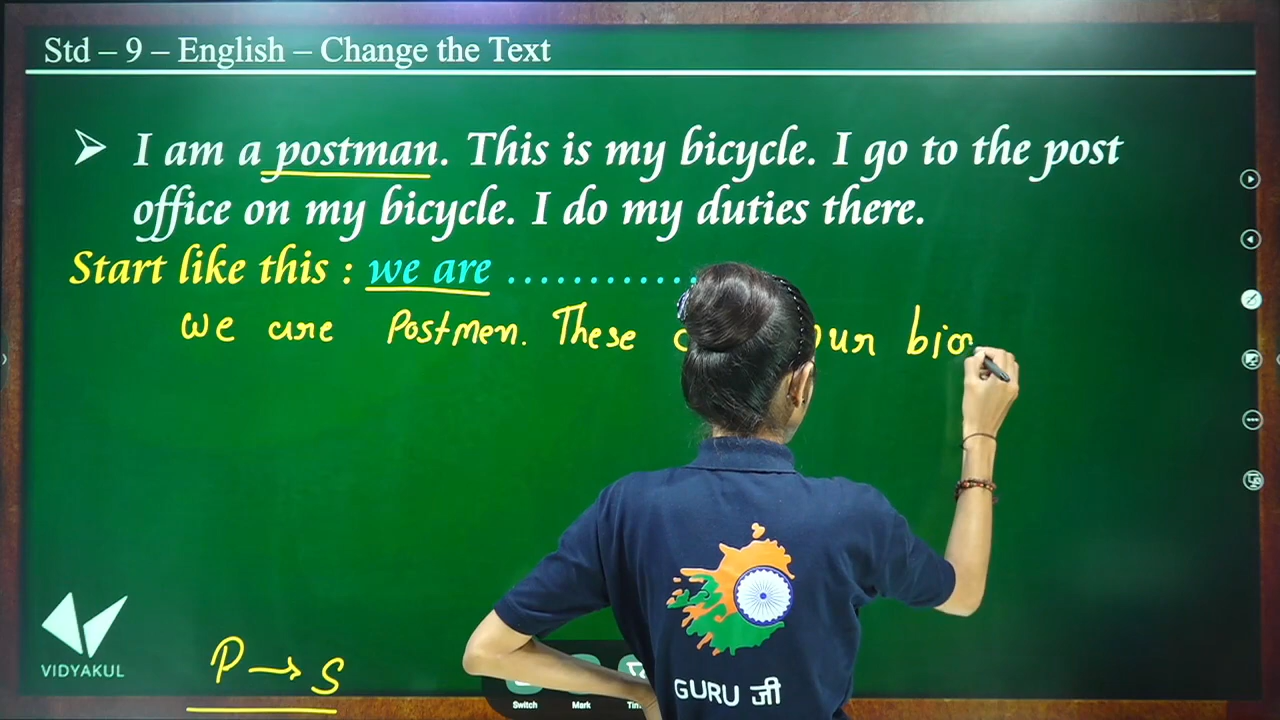 Std – 9 – English – Change the Text
➢ I am a postman. This is my bicycle. I go to the post
office on my bicycle. I do my duties there.
Start like this : we are ............
we are Postmen. These
P → S
VIDYAKUL
Switch
Mark
GURU जी